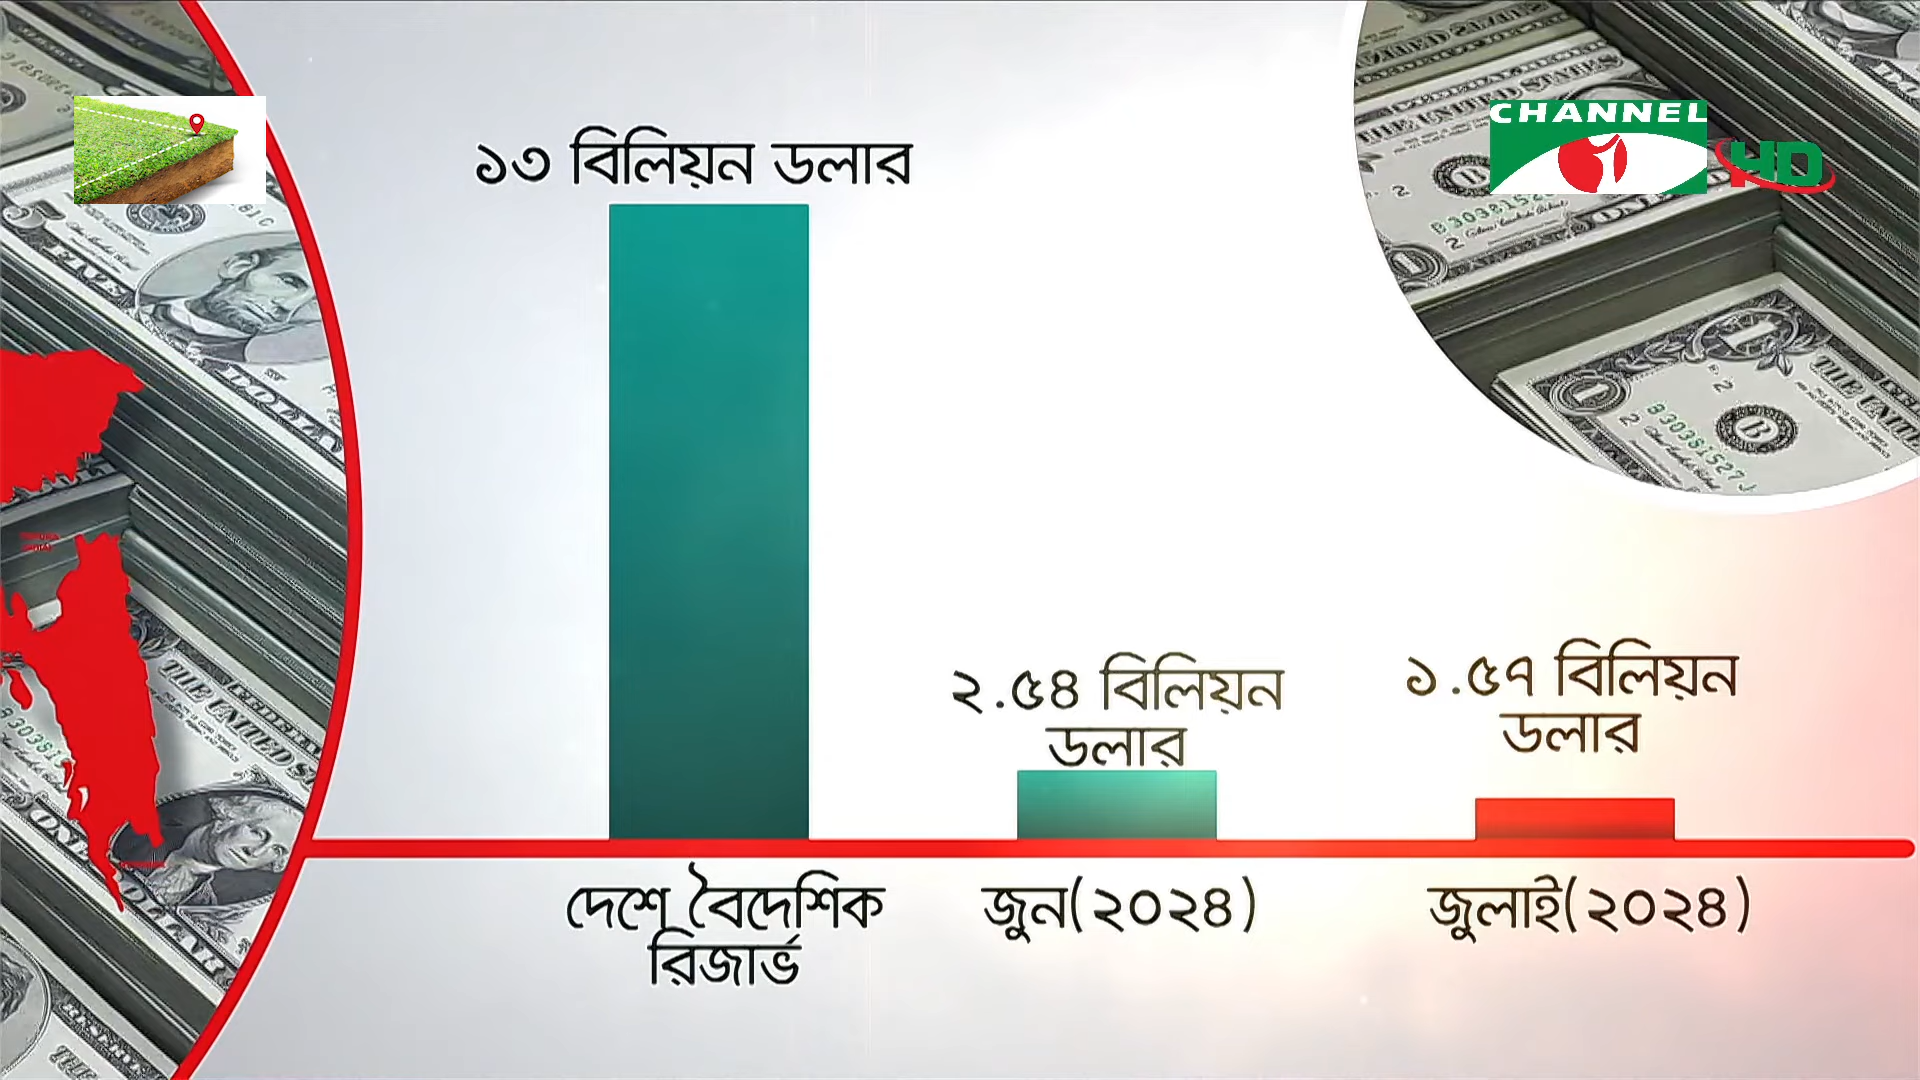 CHANNEL i HD
১৩ বিলিয়ন ডলার
২.৫৪ বিলিয়ন
ডলার
১.৫৭ বিলিয়ন
ডলার
দেশে বৈদেশিক
রিজার্ভ
জুন(২০২৪)
জুলাই(২০২৪)